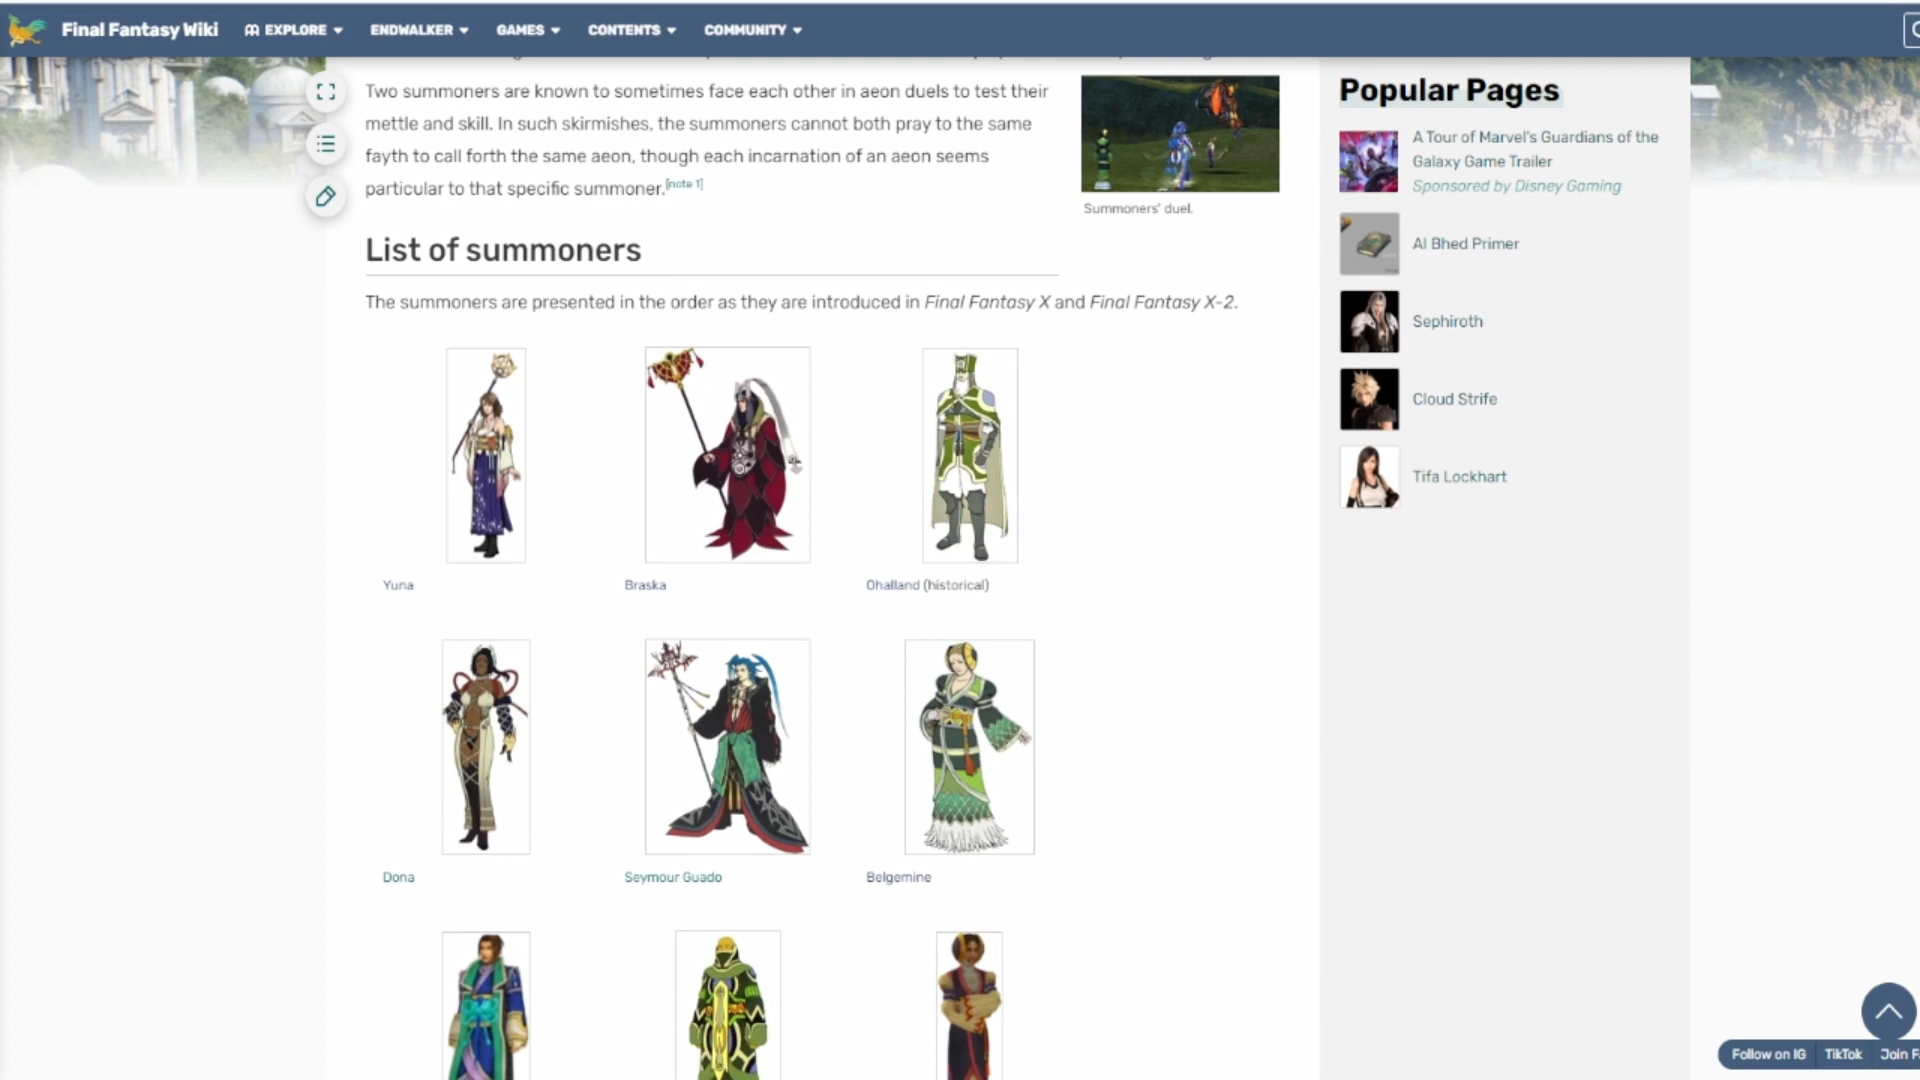 Final Fantasy Wiki EXPLORE ENDWALKER GAMES CONTENTS COMMUNITY
Two summoners are known to sometimes face each other in aeon duels to test their
mettle and skill. In such skirmishes, the summoners cannot both pray to the same
fayth to call forth the same aeon, though each incarnation of an aeon seems
particular to that specific summoner.[note 1]
Summoners' duel.
List of summoners
The summoners are presented in the order as they are introduced in Final Fantasy X and Final Fantasy X-2.
Yuna Braska Ohalland (historical)
Dona Seymour Guado Belgemine
Popular Pages
A Tour of Marvel's Guardians of the
Galaxy Game Trailer
Sponsored by Disney Gaming
Al Bhed Primer
Sephiroth
Cloud Strife
Tifa Lockhart
Follow on IG TikTok Join